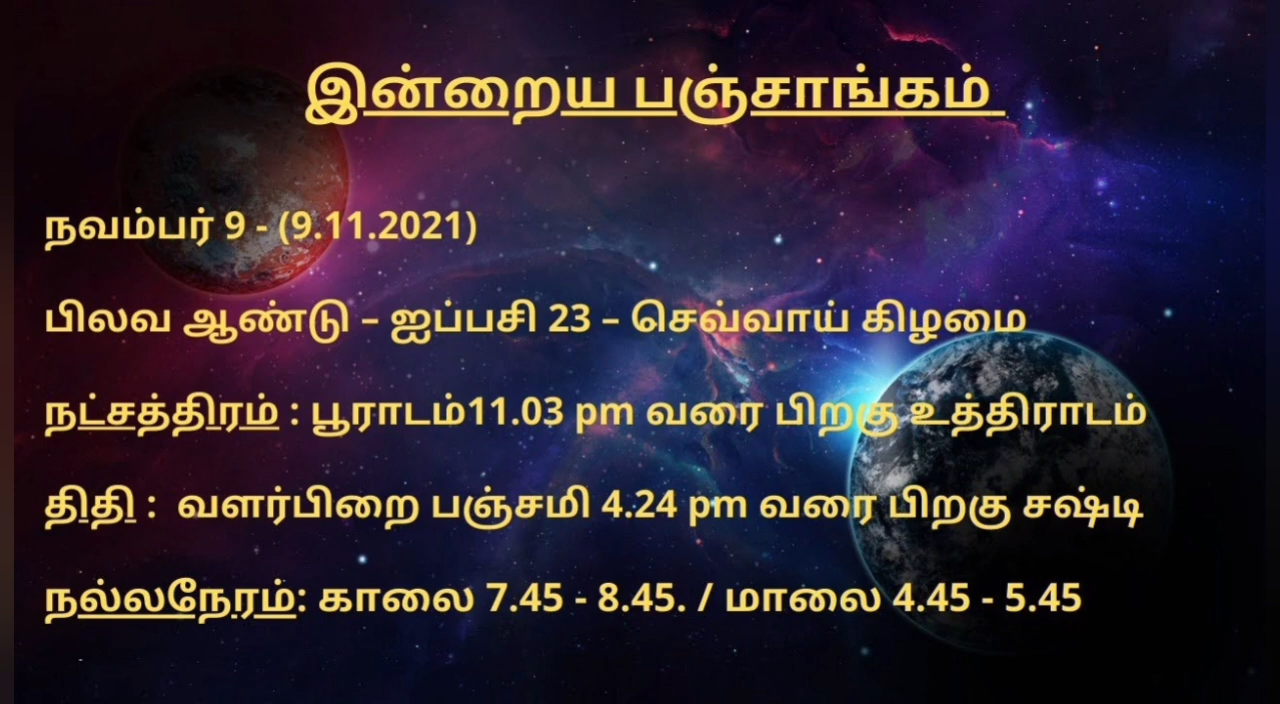 இன்றைய பஞ்சாங்கம்
நவம்பர் 9 - (9.11.2021)
பிலவ ஆண்டு – ஐப்பசி 23 – செவ்வாய் கிழமை
நட்சத்திரம் : பூராடம்11.03 pm வரை பிறகு உத்திராடம்
திதி :  வளர்பிறை பஞ்சமி 4.24 pm வரை பிறகு சஷ்டி
நல்லநேரம்: காலை 7.45 - 8.45. / மாலை 4.45 - 5.45